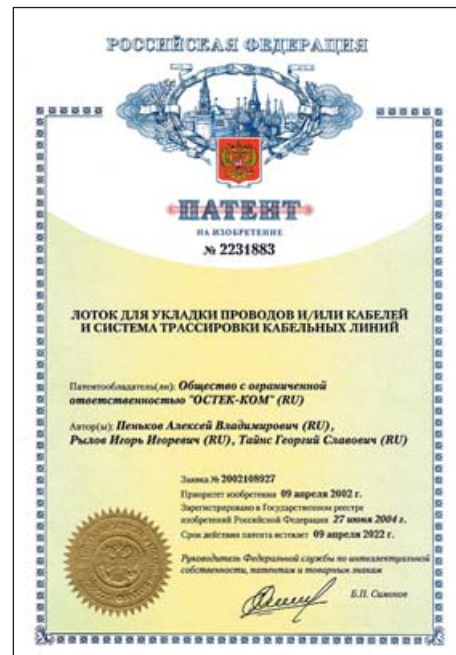 РОССИЙСКАЯ ФЕДЕРАЦИЯ
ПАТЕНТ
НА ИЗОБРЕТЕНИЕ
№ 2231883
ЛОТОК ДЛЯ УКЛАДКИ ПРОВОДОВ И/ИЛИ КАБЕЛЕЙ
И СИСТЕМА ТРАССИРОВКИ КАБЕЛЬНЫХ ЛИНИЙ
Патентообладатель(ли): Общество с ограниченной
ответственностью "ОСТЕК-КОМ" (RU)
Автор(ы): Пеньков Алексей Владимирович (RU),
Рылов Игорь Игоревич (RU), Тайнс Георгий Славович (RU)
Заявка № 2002108927
Приоритет изобретения 09 апреля 2002 г.
Зарегистрировано в Государственном реестре
изобретений Российской Федерации 27 июня 2004 г.
Срок действия патента истекает 09 апреля 2022 г.
Руководитель Федеральной службы по интеллектуальной
собственности, патентам и товарным знакам
Б.П. Симонов